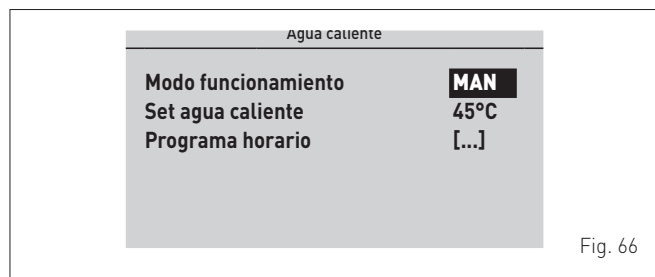 Agua caliente
Modo funcionamiento MAN
Set agua caliente 45°C
Programa horario [...]
Fig. 66